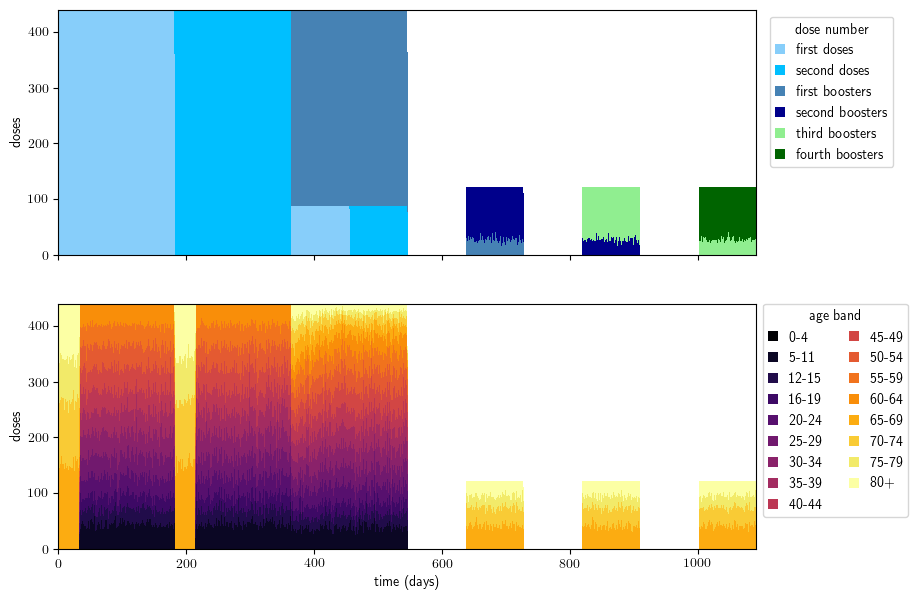 400
300
200
100
0
doses
dose number
first doses
second doses
first boosters
second boosters
third boosters
fourth boosters
400
300
200
100
0
doses
0 200 400 600 800 1000
time (days)
age band
0-4 45-49
5-11 50-54
12-15 55-59
16-19 60-64
20-24 65-69
25-29 70-74
30-34 75-79
35-39 80+
40-44